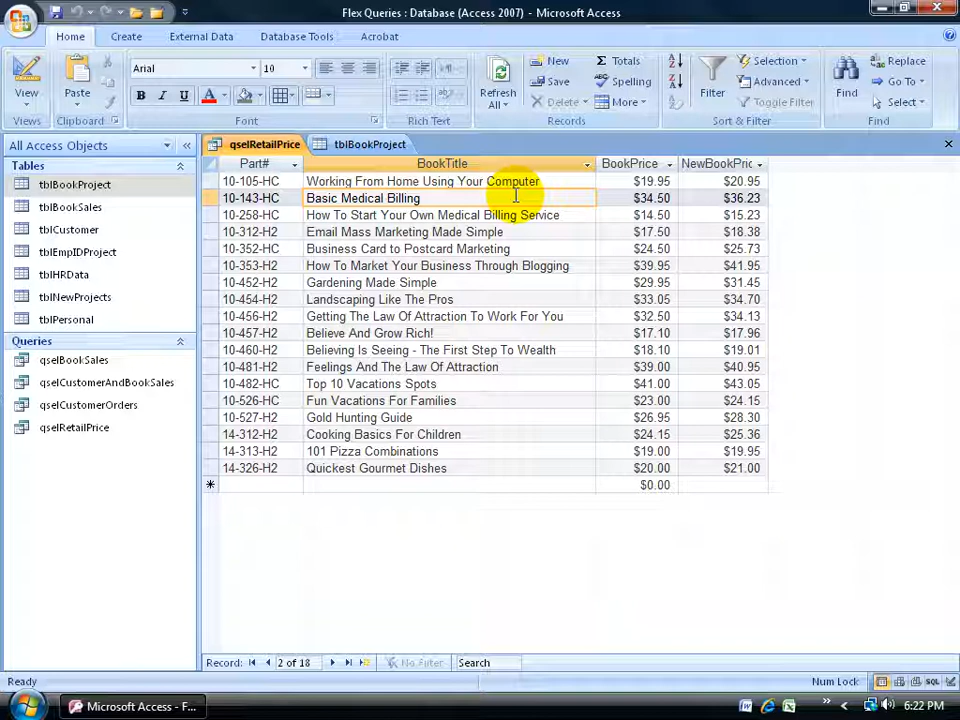 Flex Queries : Database (Access 2007) - Microsoft Access
Home Create External Data Database Tools Acrobat
View
Views
Paste
Clipboard
Arial 10
B I U A
Font
Rich Text
Refresh All
New
Save
Delete
Totals
Spelling
More
Records
Filter
Selection
Advanced
Toggle Filter
Sort & Filter
Find
Replace
Go To
Select
Find
All Access Objects
Tables
tblBookProject
tblBookSales
tblCustomer
tblEmpIDProject
tblHRData
tblNewProjects
tblPersonal
Queries
qselBookSales
qselCustomerAndBookSales
qselCustomerOrders
qselRetailPrice
qselRetailPrice tblBookProject
Part# BookTitle BookPrice NewBookPric
10-105-HC Working From Home Using Your Computer $19.95 $20.95
10-143-HC Basic Medical Billing $34.50 $36.23
10-258-HC How To Start Your Own Medical Billing Service $14.50 $15.23
10-312-H2 Email Mass Marketing Made Simple $17.50 $18.38
10-352-HC Business Card to Postcard Marketing $24.50 $25.73
10-353-H2 How To Market Your Business Through Blogging $39.95 $41.95
10-452-H2 Gardening Made Simple $29.95 $31.45
10-454-H2 Landscaping Like The Pros $33.05 $34.70
10-456-H2 Getting The Law Of Attraction To Work For You $32.50 $34.13
10-457-H2 Believe And Grow Rich! $17.10 $17.96
10-460-H2 Believing Is Seeing - The First Step To Wealth $18.10 $19.01
10-481-H2 Feelings And The Law Of Attraction $39.00 $40.95
10-482-HC Top 10 Vacations Spots $41.00 $43.05
10-526-HC Fun Vacations For Families $23.00 $24.15
10-527-H2 Gold Hunting Guide $26.95 $28.30
14-312-H2 Cooking Basics For Children $24.15 $25.36
14-313-H2 101 Pizza Combinations $19.00 $19.95
14-326-H2 Quickest Gourmet Dishes $20.00 $21.00
* $0.00
Record: 2 of 18 No Filter Search
Ready Num Lock SQL
Microsoft Access - F... 6:22 PM